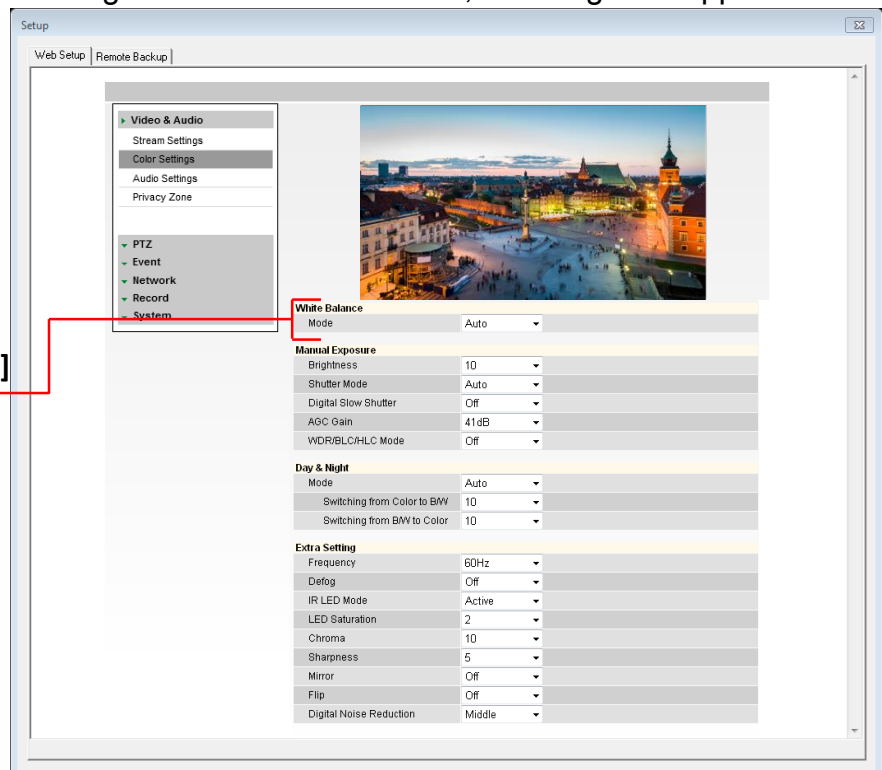 Setup
Web Setup Remote Backup
Video & Audio
Stream Settings
Color Settings
Audio Settings
Privacy Zone
PTZ
Event
Network
Record
System
]
White Balance
Mode Auto
Manual Exposure
Brightness 10
Shutter Mode Auto
Digital Slow Shutter Off
AGC Gain 41dB
WDR/BLC/HLC Mode Off
Day & Night
Mode Auto
Switching from Color to B/W 10
Switching from B/W to Color 10
Extra Setting
Frequency 60Hz
Defog Off
IR LED Mode Active
LED Saturation 2
Chroma 10
Sharpness 5
Mirror Off
Flip Off
Digital Noise Reduction Middle